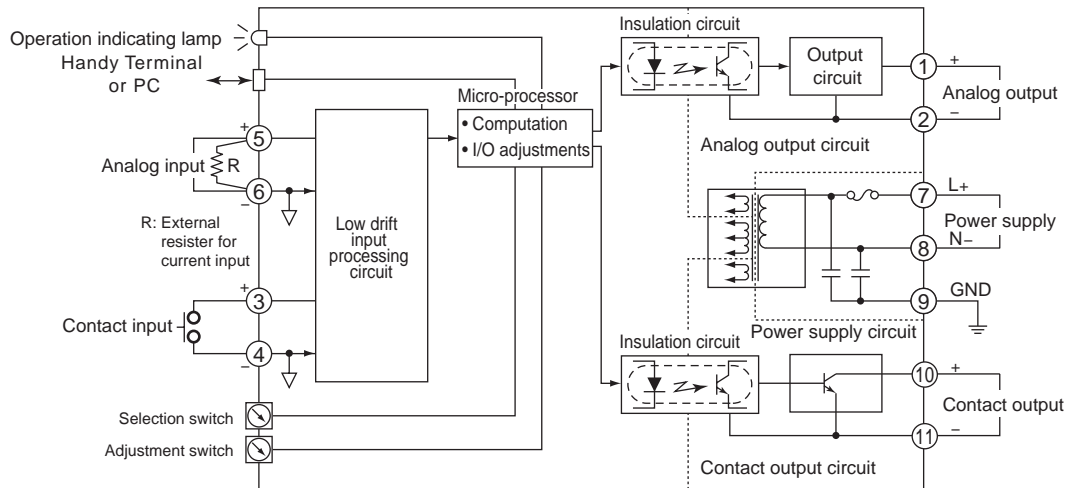 Operation indicating lamp
Handy Terminal
or PC
Micro-processor
• Computation
• I/O adjustments
Insulation circuit
Output
circuit
1
+
Analog output
2
−
Analog output circuit
+
5
Analog input
R
6
−
R: External
resister for
current input
Low drift
input
processing
circuit
+
3
Contact input
4
−
Selection switch
Adjustment switch
7
L+
Power supply
8
N−
9
GND
Power supply circuit
Insulation circuit
10
+
Contact output
11
−
Contact output circuit